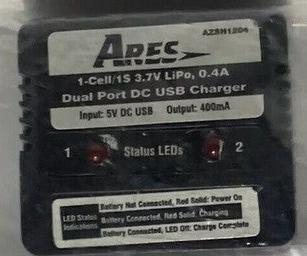 AZSH1204
ARES
1-Cell/1S 3.7V LiPo, 0.4A
Dual Port DC USB Charger
Input: 5V DC USB Output: 400mA
1 Status LEDs 2
LED Status Indications
Battery Not Connected, Red Solid: Power On
Battery Connected, Red Solid: Charging
Battery Connected, LED Off: Charge Complete